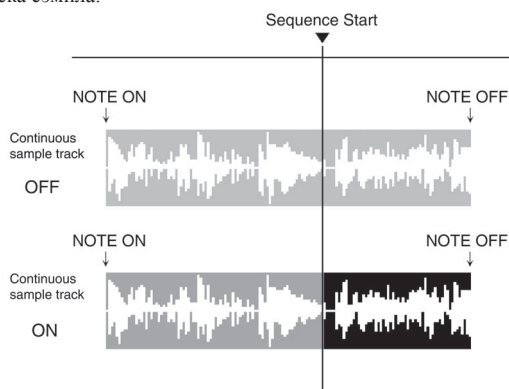 Sequence Start
NOTE ON NOTE OFF
Continuous
sample track
OFF
NOTE ON NOTE OFF
Continuous
sample track
ON